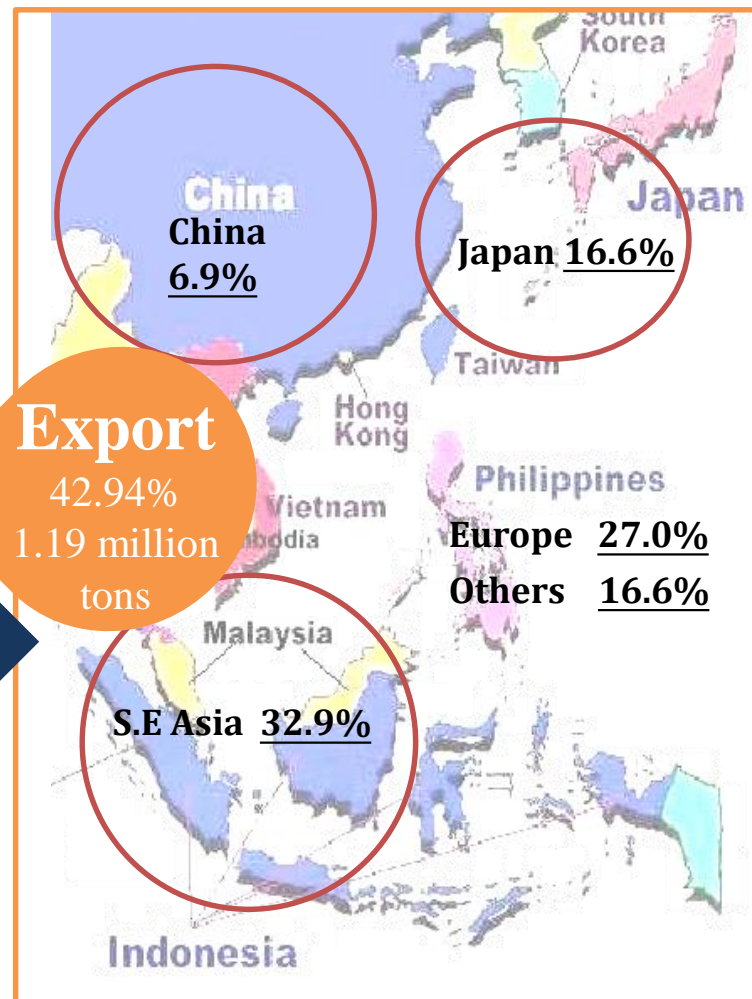 South
Korea
China
China
6.9%
Japan
Japan 16.6%
Taiwan
Hong
Kong
Export
42.94%
1.19 million
tons
Vietnam
bodia
Philippines
Europe 27.0%
Others 16.6%
Malaysia
S.E Asia 32.9%
Indonesia